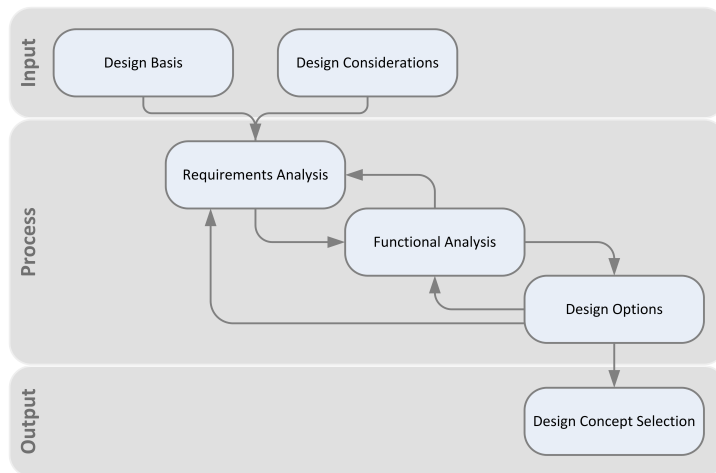 Input
Design Basis
Design Considerations
Process
Requirements Analysis
Functional Analysis
Design Options
Output
Design Concept Selection